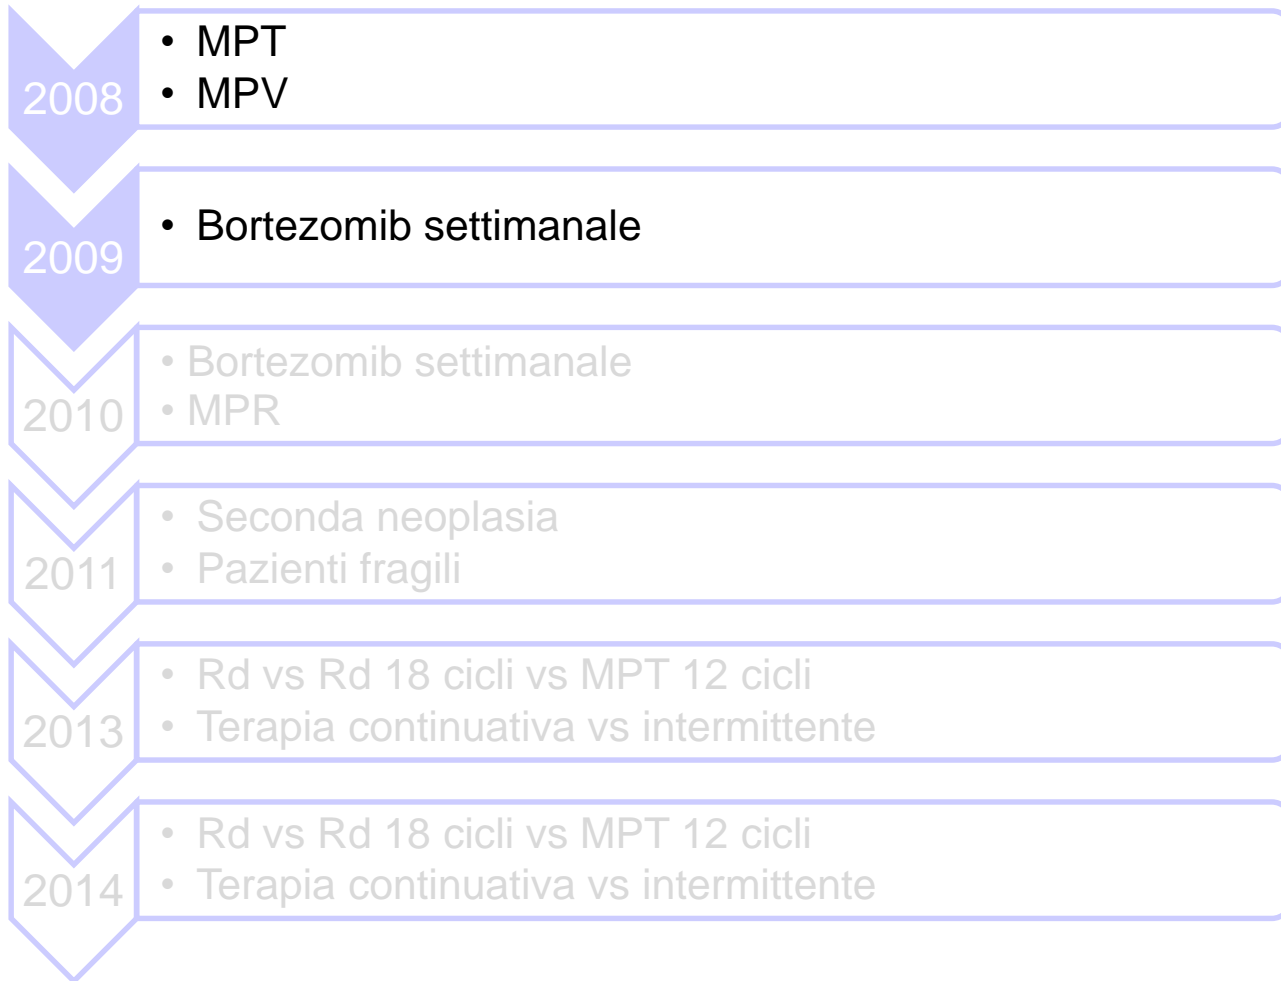 2008
• MPT
• MPV
2009
• Bortezomib settimanale
2010
• Bortezomib settimanale
• MPR
2011
• Seconda neoplasia
• Pazienti fragili
2013
• Rd vs Rd 18 cicli vs MPT 12 cicli
• Terapia continuativa vs intermittente
2014
• Rd vs Rd 18 cicli vs MPT 12 cicli
• Terapia continuativa vs intermittente